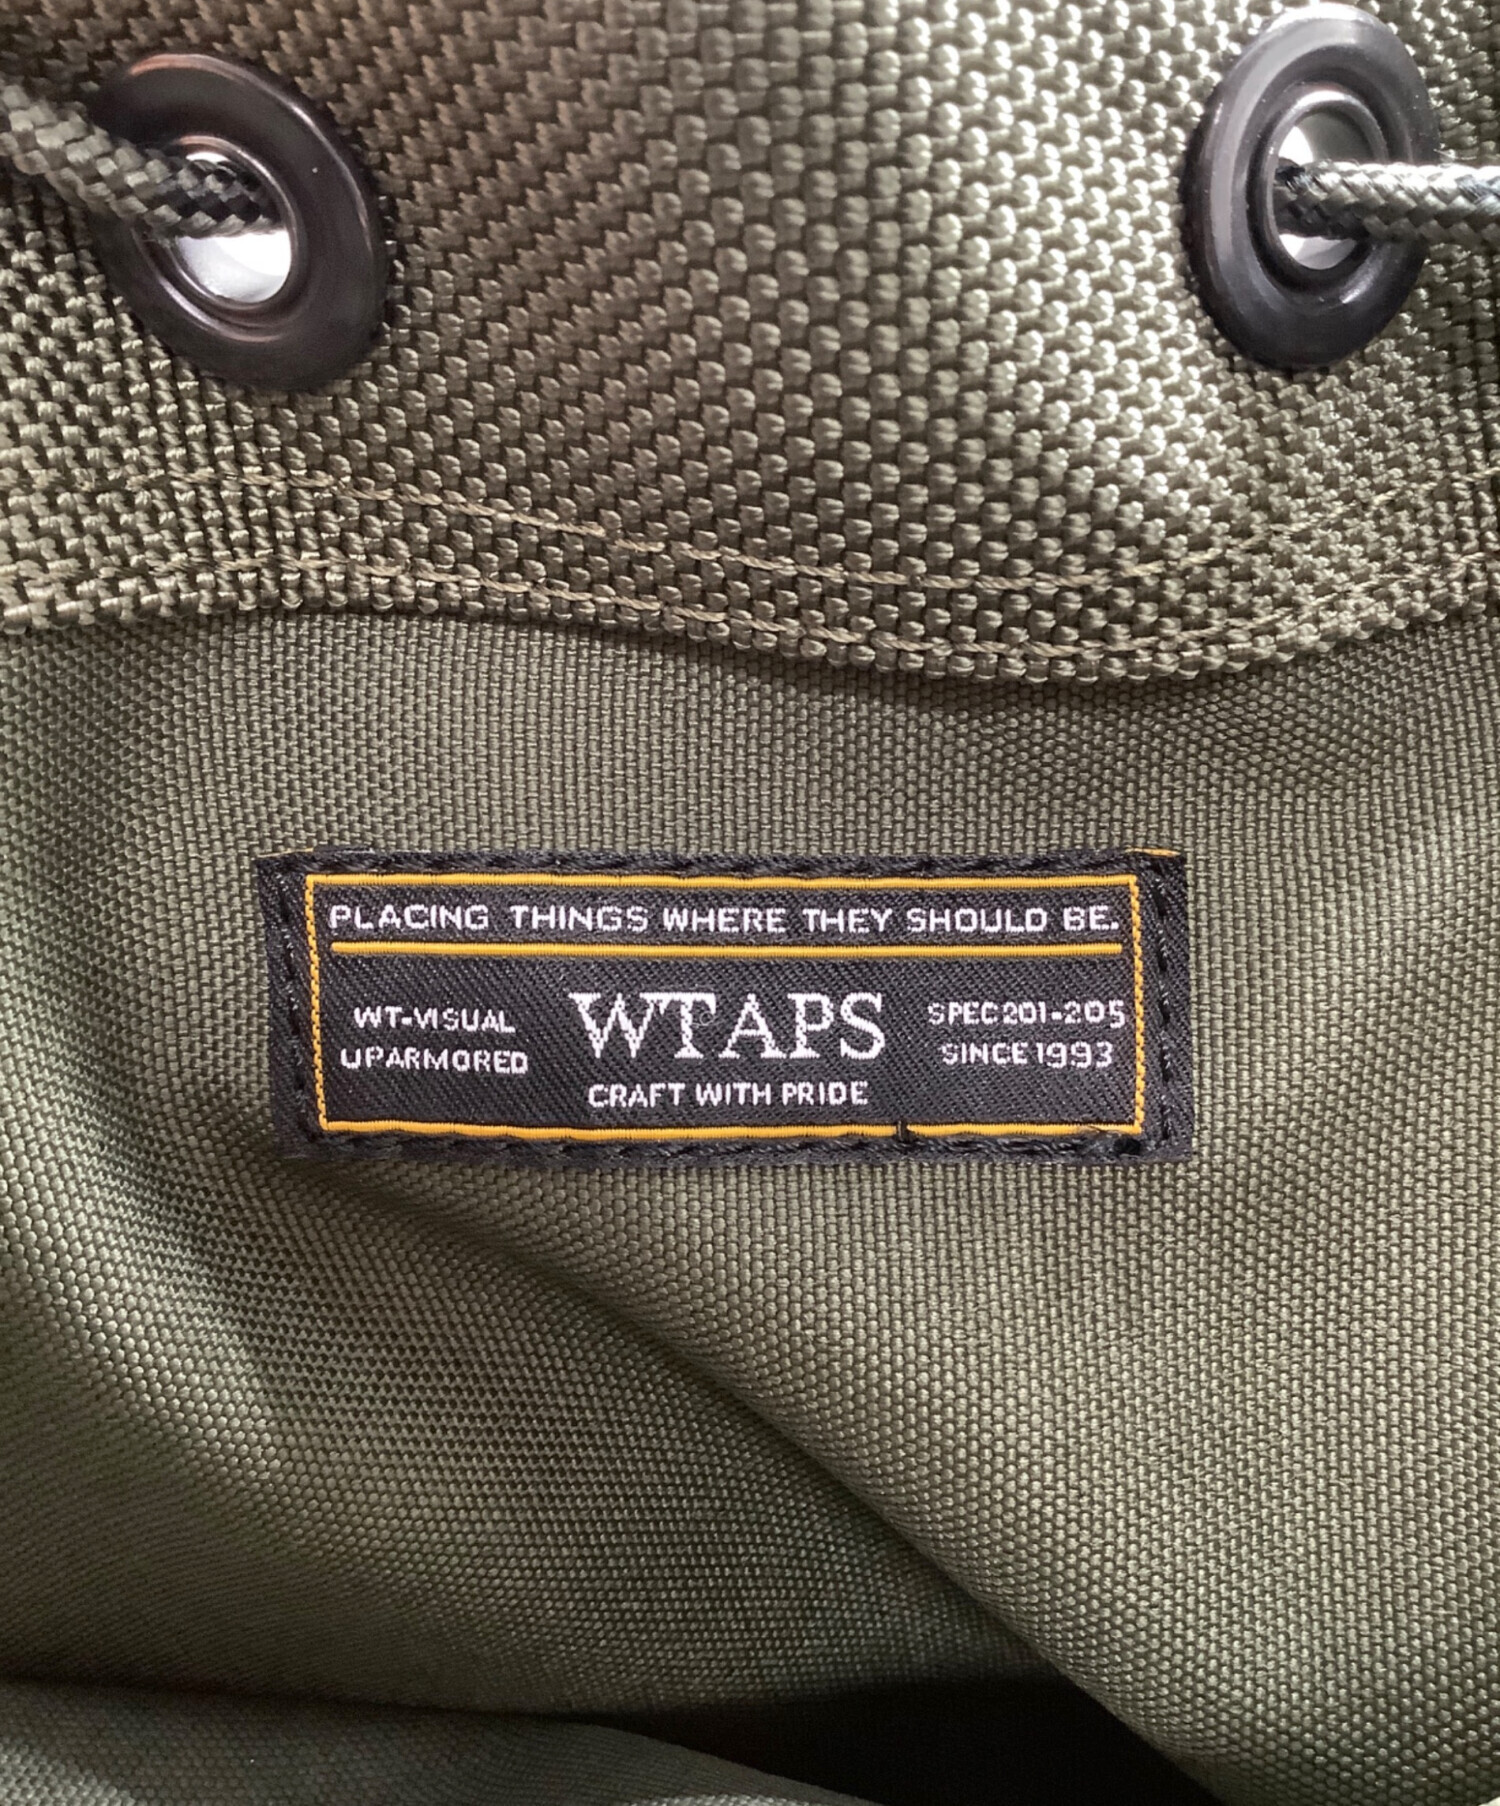 PLACING THINGS WHERE THEY SHOULD BE.
WT-VISUAL
UPARMORED
WTAPS
CRAFT WITH PRIDE
SPEC201-205
SINCE1993